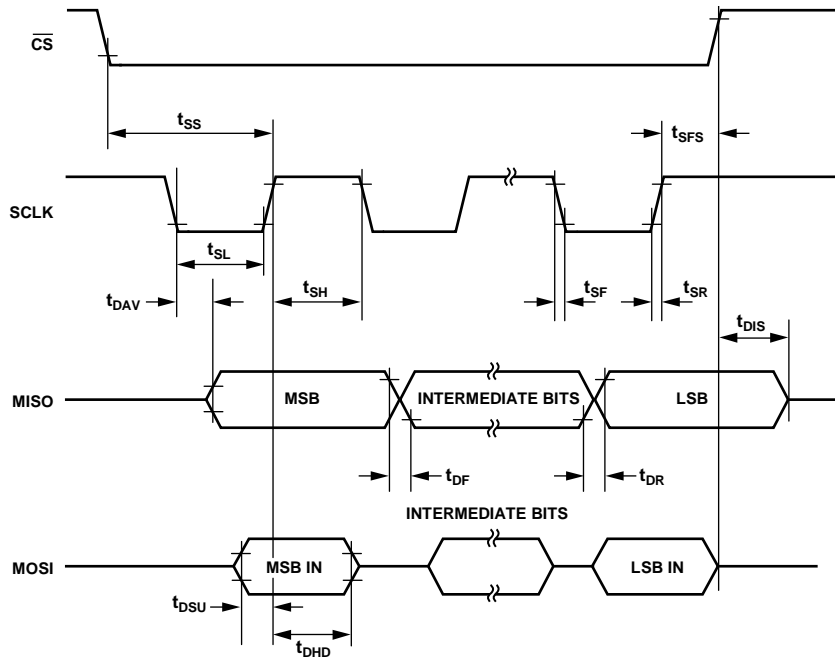 CS
tSS
tSFS
SCLK
tSL
tSH
tSF
tSR
tDAV
tDIS
MISO
MSB
INTERMEDIATE BITS
LSB
tDF
tDR
INTERMEDIATE BITS
MOSI
MSB IN
LSB IN
tDSU
tDHD